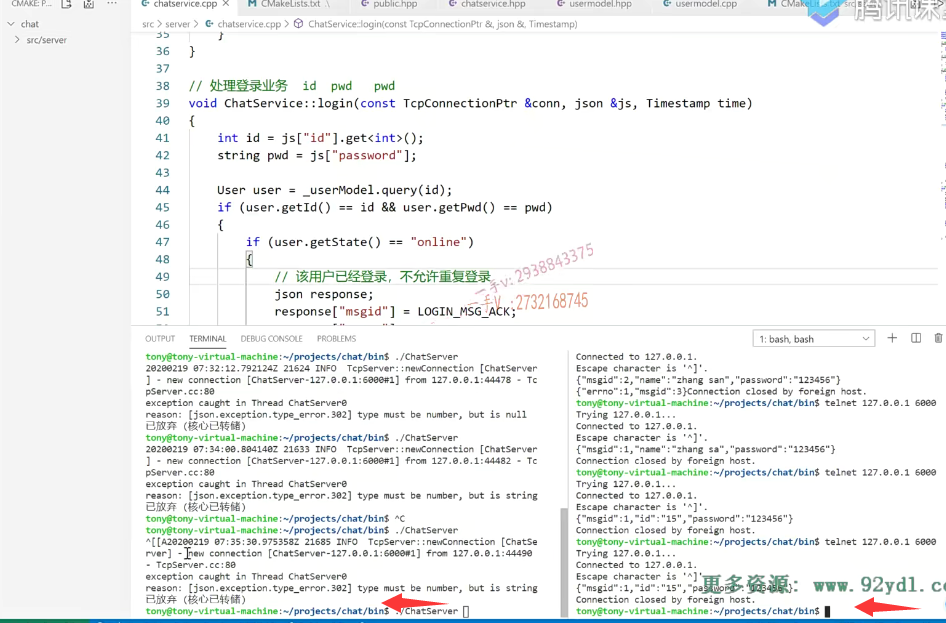 CMAKE: P...
chatservice.cpp
CMakeLists.txt
public.hpp
chatservice.hpp
usermodel.hpp
usermodel.cpp
腾讯课
chat
src/server
src > server > chatservice.cpp > ChatService::login(const TcpConnectionPtr &, json &, Timestamp)
35 }
36 }
37
38 // 处理登录业务 id pwd pwd
39 void ChatService::login(const TcpConnectionPtr &conn, json &js, Timestamp time)
40 {
41 int id = js["id"].get<int>();
42 string pwd = js["password"];
43
44 User user = _userModel.query(id);
45 if (user.getId() == id && user.getPwd() == pwd)
46 {
47 if (user.getState() == "online")
48 {
49 // 该用户已经登录，不允许重复登录
50 json response;
51 response["msgid"] = LOGIN_MSG_ACK;
二手v:2938843375
二手v:2732168745
OUTPUT TERMINAL DEBUG CONSOLE PROBLEMS
1: bash, bash
tony@tony-virtual-machine:~/projects/chat/bin$ ./ChatServer
20200219 07:32:12.792124Z 21624 INFO TcpServer::newConnection [ChatServer
] - new connection [ChatServer-127.0.0.1:6000#1] from 127.0.0.1:44478 - Tc
pServer.cc:80
exception caught in Thread ChatServer0
reason: [json.exception.type_error.302] type must be number, but is null
已放弃 (核心已转储)
tony@tony-virtual-machine:~/projects/chat/bin$ ./ChatServer
20200219 07:34:00.804140Z 21633 INFO TcpServer::newConnection [ChatServer
] - new connection [ChatServer-127.0.0.1:6000#1] from 127.0.0.1:44482 - Tc
pServer.cc:80
exception caught in Thread ChatServer0
reason: [json.exception.type_error.302] type must be number, but is string
已放弃 (核心已转储)
tony@tony-virtual-machine:~/projects/chat/bin$ ^C
tony@tony-virtual-machine:~/projects/chat/bin$ ./ChatServer
^[[A20200219 07:35:30.975358Z 21685 INFO TcpServer::newConnection [ChatSe
rver] - new connection [ChatServer-127.0.0.1:6000#1] from 127.0.0.1:44490
- TcpServer.cc:80
exception caught in Thread ChatServer0
reason: [json.exception.type_error.302] type must be number, but is string
已放弃 (核心已转储)
tony@tony-virtual-machine:~/projects/chat/bin$ ./ChatServer
Connected to 127.0.0.1.
Escape character is '^]'.
{"msgid":2,"name":"zhang san","password":"123456"}
{"errno":1,"msgid":3}Connection closed by foreign host.
tony@tony-virtual-machine:~/projects/chat/bin$ telnet 127.0.0.1 6000
Trying 127.0.0.1...
Connected to 127.0.0.1.
Escape character is '^]'.
{"msgid":1,"name":"zhang sa","password":"123456"}
Connection closed by foreign host.
tony@tony-virtual-machine:~/projects/chat/bin$ telnet 127.0.0.1 6000
Trying 127.0.0.1...
Connected to 127.0.0.1.
Escape character is '^]'.
{"msgid":1,"id":"15","password":"123456"}
Connection closed by foreign host.
tony@tony-virtual-machine:~/projects/chat/bin$ telnet 127.0.0.1 6000
Trying 127.0.0.1...
Connected to 127.0.0.1.
Escape character is '^]'.
{"msgid":1,"id":"15","password":"123456"}
Connection closed by foreign host.
tony@tony-virtual-machine:~/projects/chat/bin$
更多资源：www.92yd1.c